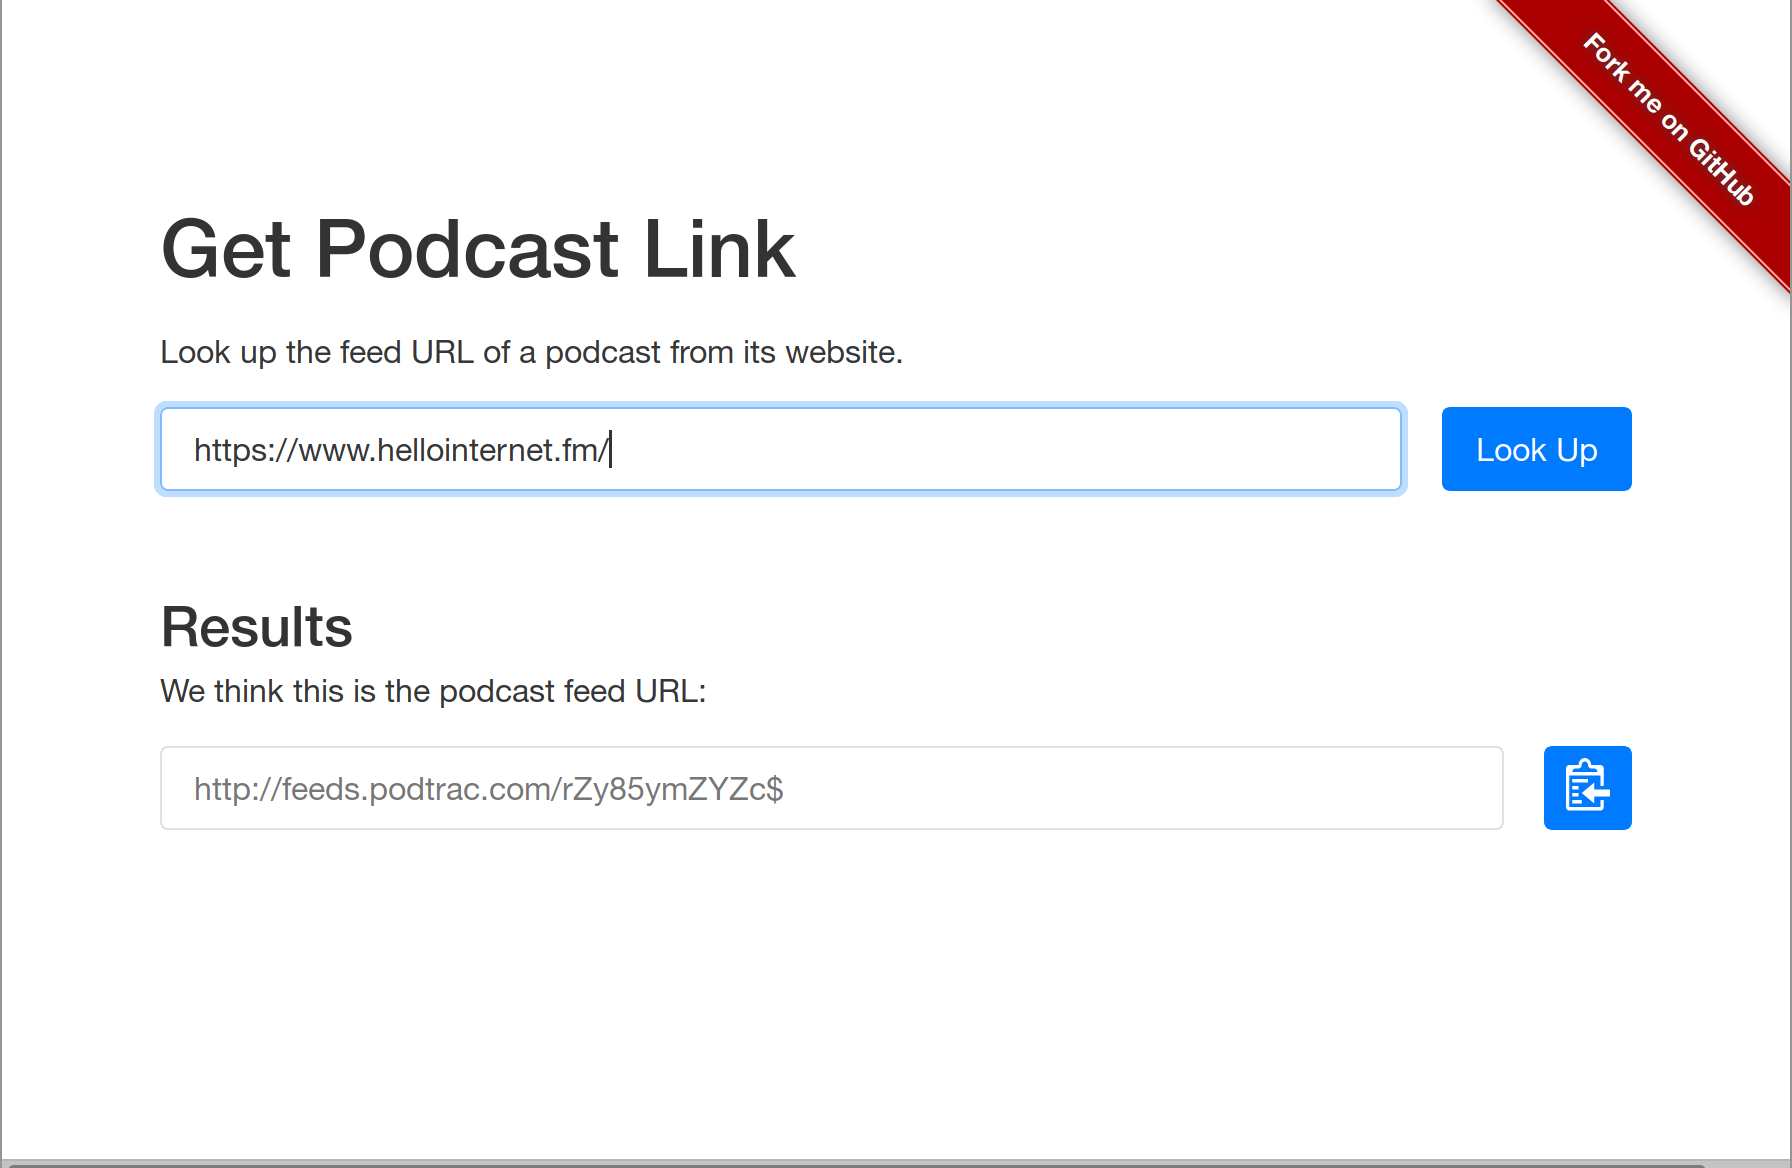 Fork me on GitHub
Get Podcast Link
Look up the feed URL of a podcast from its website.
https://www.hellointernet.fm/
Look Up
Results
We think this is the podcast feed URL:
http://feeds.podtrac.com/rZy85ymZYZc$